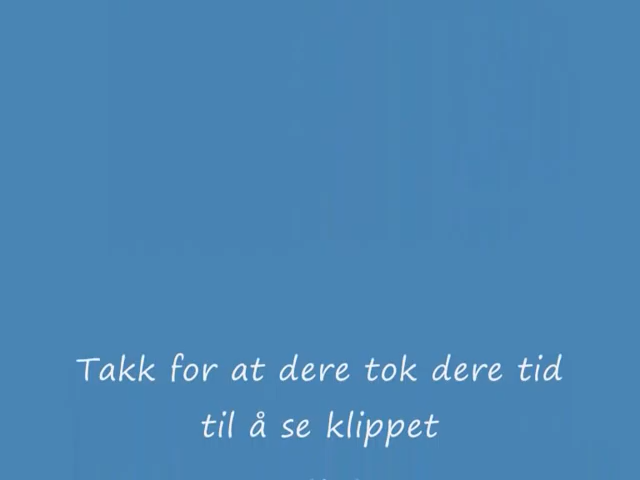 Takk for at dere tok dere tid
til å se klippet